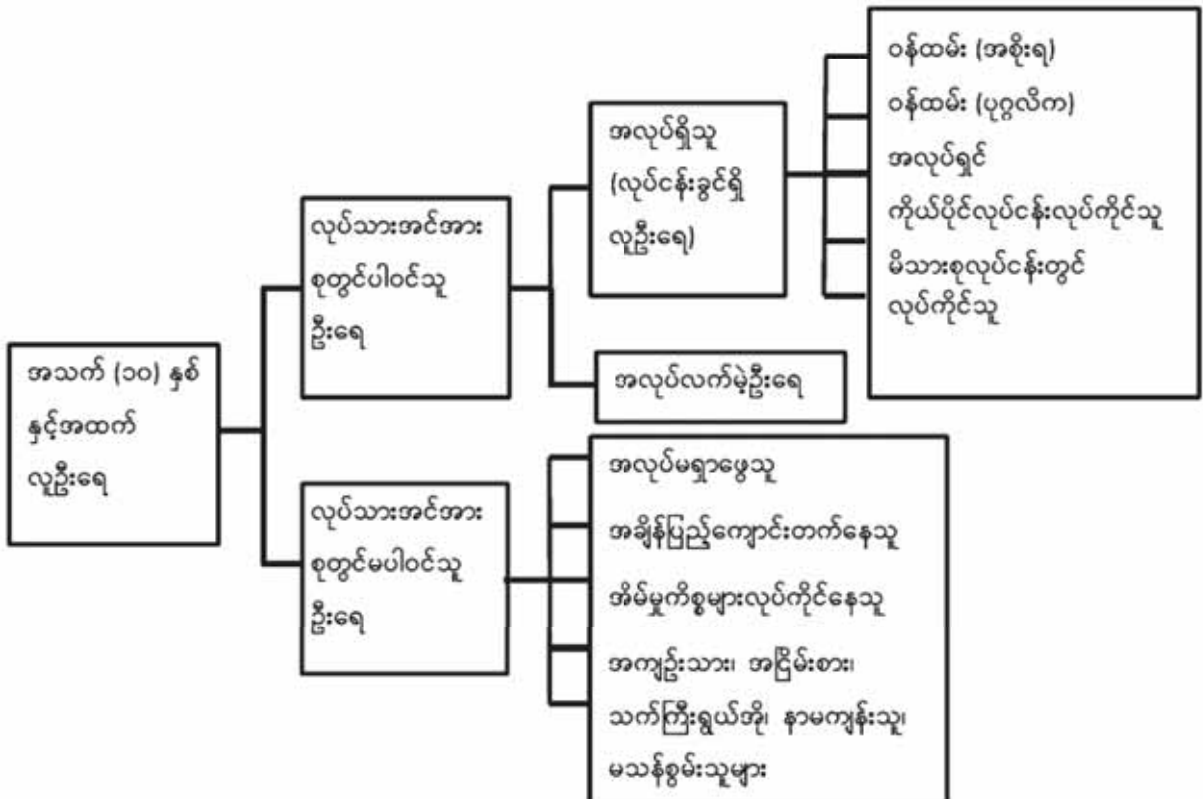 အသက် (၁၀) နှစ်
နှင့်အထက်
လူဦးရေ
လုပ်သားအင်အား
စုတွင်ပါဝင်သူ
ဦးရေ
အလုပ်ရှိသူ
(လုပ်ငန်းခွင်ရှိ
လူဦးရေ)
ဝန်ထမ်း (အစိုးရ)
ဝန်ထမ်း (ပုဂ္ဂလိက)
အလုပ်ရှင်
ကိုယ်ပိုင်လုပ်ငန်းလုပ်ကိုင်သူ
မိသားစုလုပ်ငန်းတွင်
လုပ်ကိုင်သူ
အလုပ်လက်မဲ့ဦးရေ
လုပ်သားအင်အား
စုတွင်မပါဝင်သူ
ဦးရေ
အလုပ်မရှာဖွေသူ
အချိန်ပြည့်ကျောင်းတက်နေသူ
အိမ်မှုကိစ္စများလုပ်ကိုင်နေသူ
အကျဉ်းသား၊ အငြိမ်းစား၊
သက်ကြီးရွယ်အို၊ နာမကျန်းသူ၊
မသန်စွမ်းသူများ